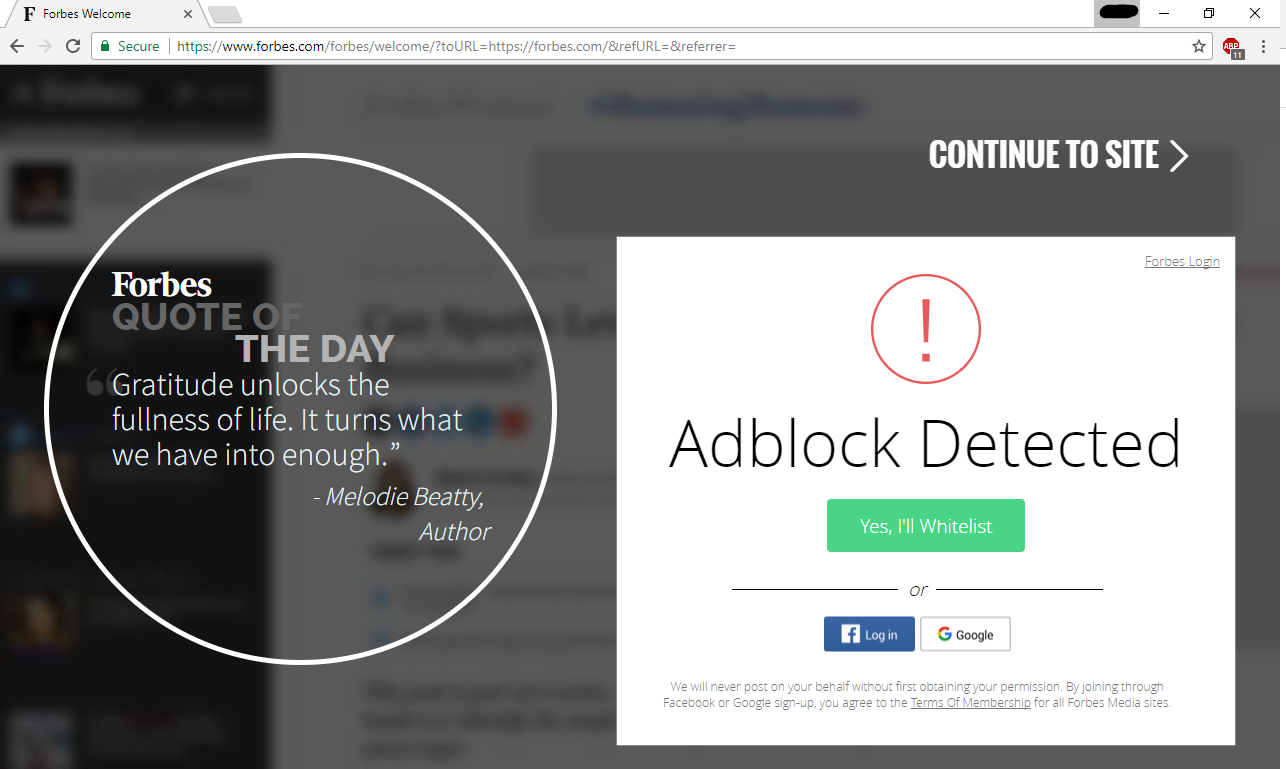 Forbes Welcome
Secure
https://www.forbes.com/forbes/welcome/?toURL=https://forbes.com/&refURL=&referrer=
ABP
11
CONTINUE TO SITE
Forbes
QUOTE OF
THE DAY
“Gratitude unlocks the
fullness of life. It turns what
we have into enough.”
- Melodie Beatty,
Author
Forbes Login
!
Adblock Detected
Yes, I'll Whitelist
or
Log in
Google
We will never post on your behalf without first obtaining your permission. By joining through
Facebook or Google sign-up, you agree to the Terms Of Membership for all Forbes Media sites.